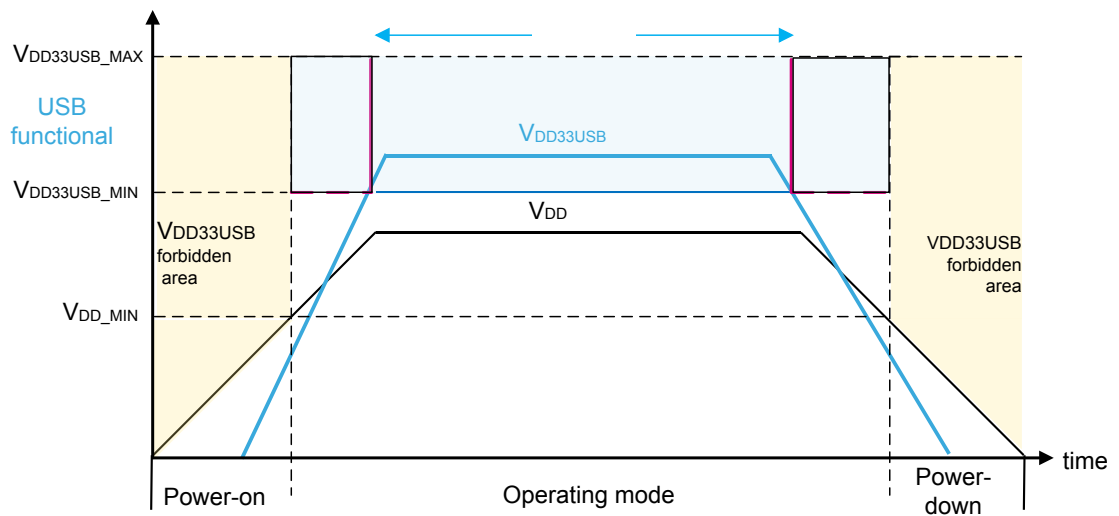 VDD33USB_MAX
USB
functional
VDD33USB
VDD33USB_MIN
VDD
VDD33USB
forbidden
area
VDD33USB
forbidden
area
VDD_MIN
time
Power-on
Operating mode
Power-
down